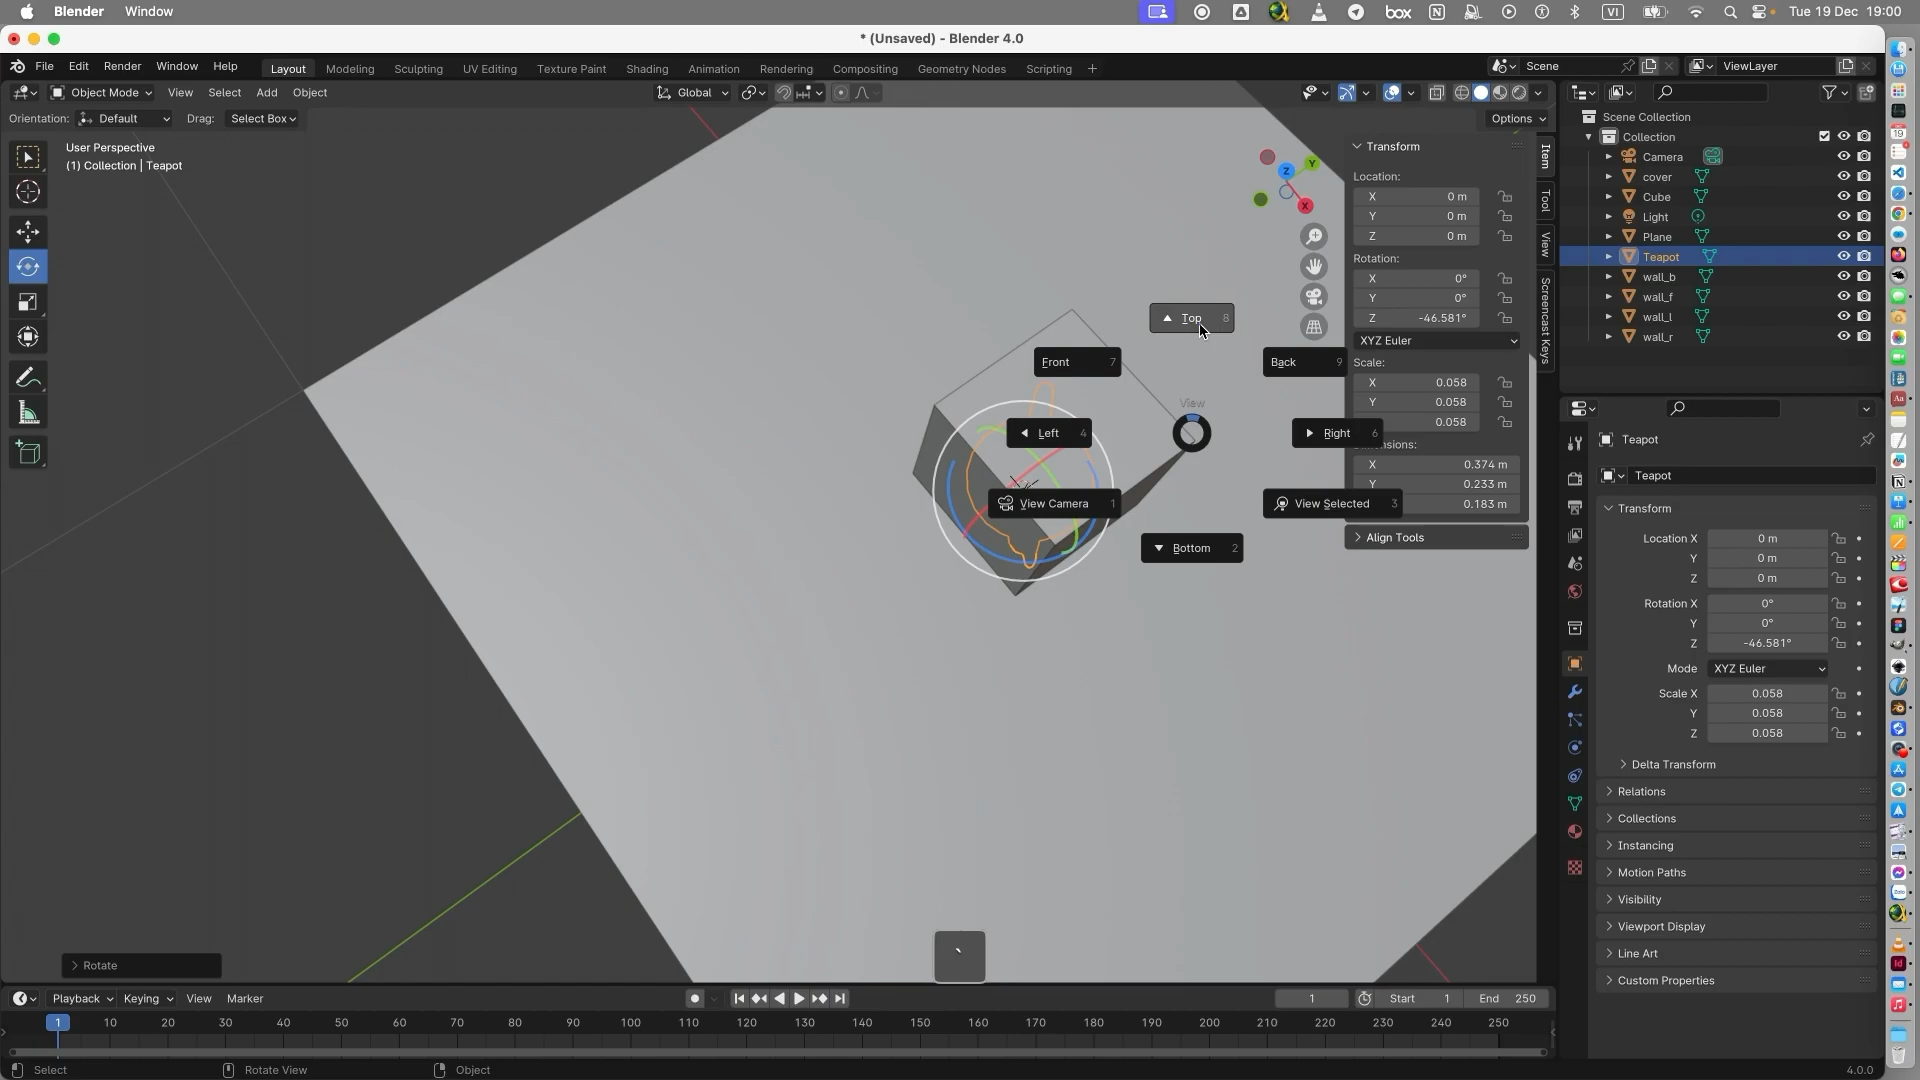 Blender Window VI Tue 19 Dec 19:00
* (Unsaved) - Blender 4.0
File Edit Render Window Help Layout Modeling Sculpting UV Editing Texture Paint Shading Animation Rendering Compositing Geometry Nodes Scripting + Scene ViewLayer
Object Mode View Select Add Object Global
Orientation: Default Drag: Select Box Options
User Perspective
(1) Collection | Teapot
Top 8
Front 7
Back 9
View
Left 4
Right 6
View Camera 1
View Selected 3
Bottom 2
Z Y X
Transform
Location:
X 0 m
Y 0 m
Z 0 m
Rotation:
X 0°
Y 0°
Z -46.581°
XYZ Euler
Scale:
X 0.058
Y 0.058
0.058
X 0.374 m
Y 0.233 m
0.183 m
Align Tools
Item
Tool
View
Screencast Keys
Scene Collection
Collection
Camera
cover
Cube
Light
Plane
Teapot
wall_b
wall_f
wall_l
wall_r
Teapot
Teapot
Transform
Location X 0 m
Y 0 m
Z 0 m
Rotation X 0°
Y 0°
Z -46.581°
Mode XYZ Euler
Scale X 0.058
Y 0.058
Z 0.058
Delta Transform
Relations
Collections
Instancing
Motion Paths
Visibility
Viewport Display
Line Art
Custom Properties
Rotate
`
Playback Keying View Marker 1 Start 1 End 250
1 10 20 30 40 50 60 70 80 90 100 110 120 130 140 150 160 170 180 190 200 210 220 230 240 250
Select Rotate View Object 4.0.0